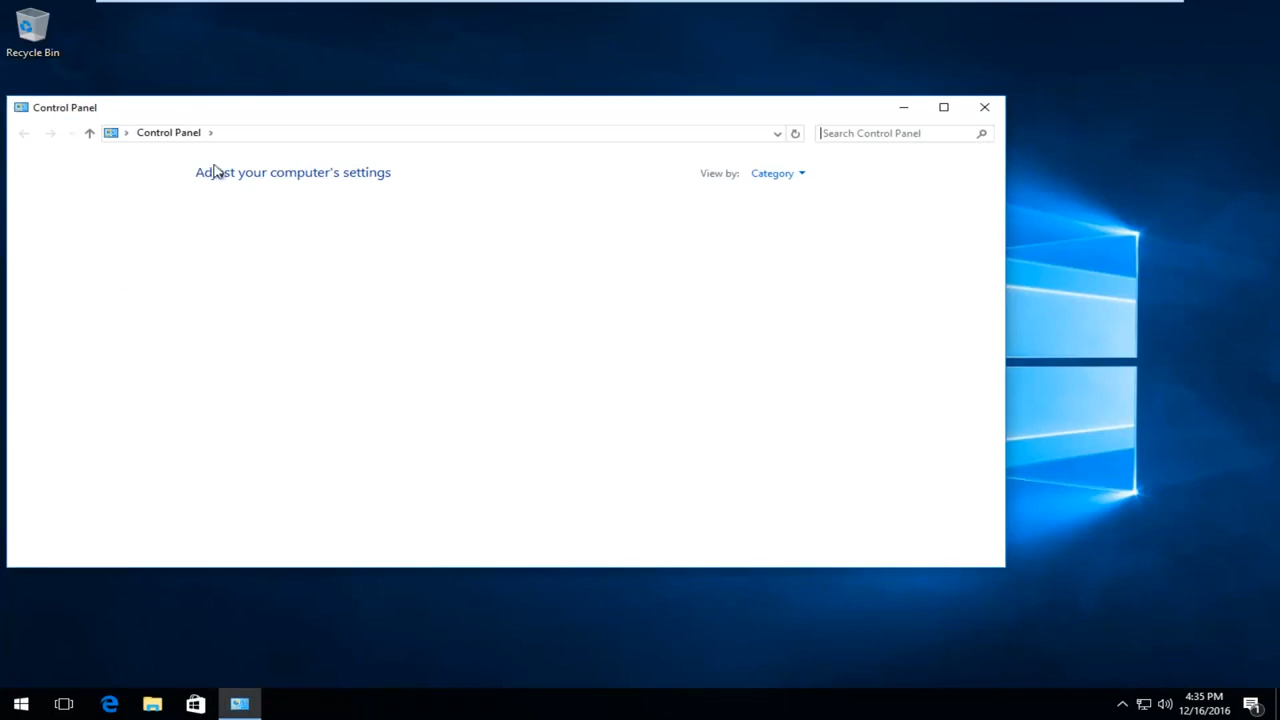 Recycle Bin
Control Panel
Control Panel
Search Control Panel
Adjust your computer's settings
View by: Category
4:35 PM
12/16/2016
1